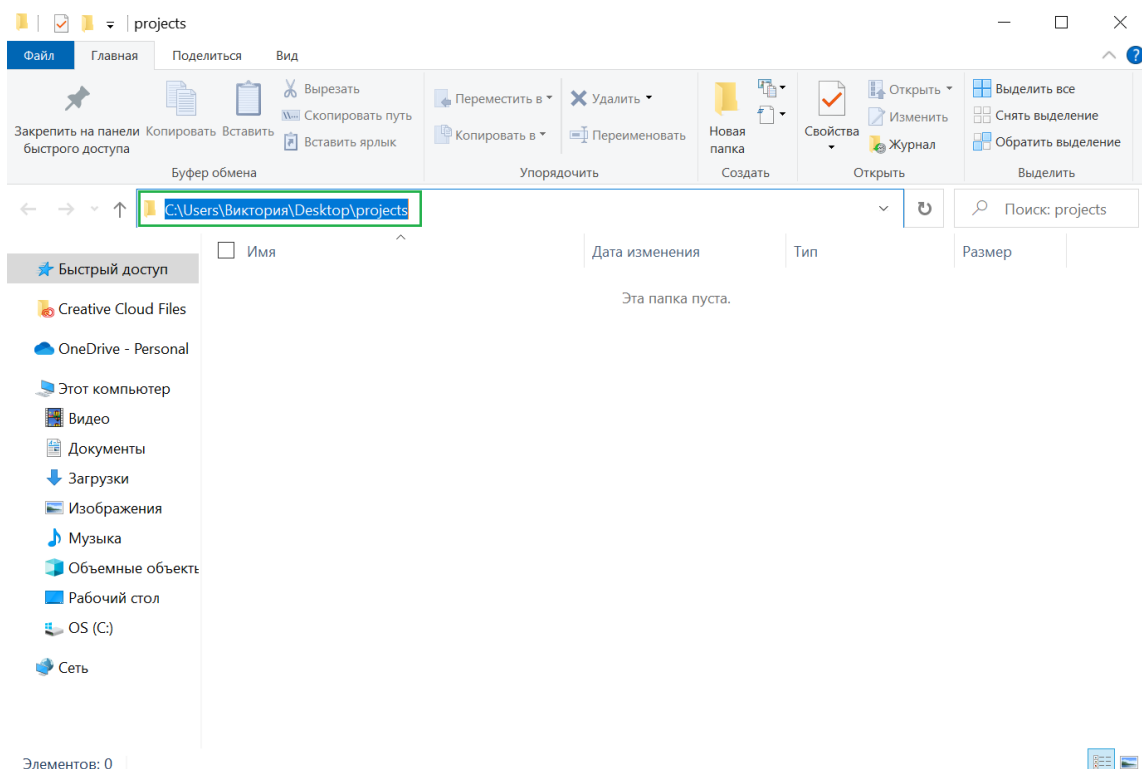 projects
Файл Главная Поделиться Вид
Закрепить на панели быстрого доступа
Копировать
Вставить
Вырезать
Скопировать путь
Вставить ярлык
Переместить в
Копировать в
Удалить
Переименовать
Новая папка
Свойства
Открыть
Изменить
Журнал
Выделить все
Снять выделение
Обратить выделение
Буфер обмена Упорядочить Создать Открыть Выделить
C:\Users\Виктория\Desktop\projects
Поиск: projects
Имя Дата изменения Тип Размер
Эта папка пуста.
Быстрый доступ
Creative Cloud Files
OneDrive - Personal
Этот компьютер
Видео
Документы
Загрузки
Изображения
Музыка
Объемные объекть
Рабочий стол
OS (C:)
Сеть
Элементов: 0